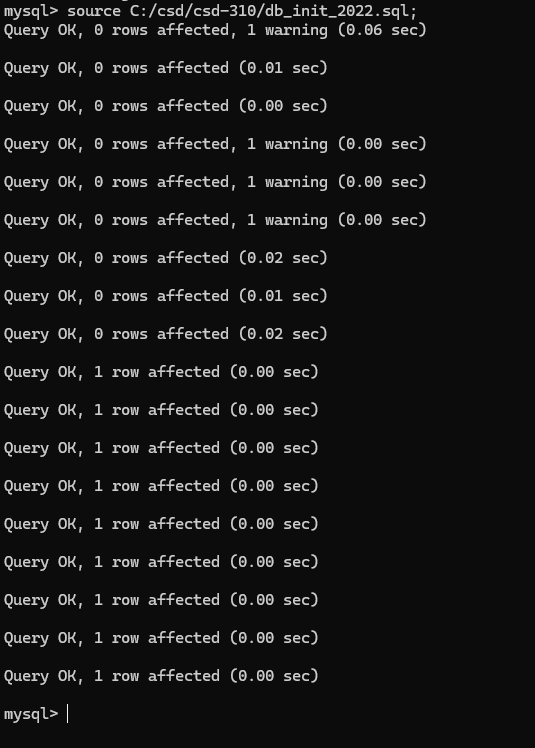 mysql> source C:/csd/csd-310/db_init_2022.sql;
Query OK, 0 rows affected, 1 warning (0.06 sec)
Query OK, 0 rows affected (0.01 sec)
Query OK, 0 rows affected (0.00 sec)
Query OK, 0 rows affected, 1 warning (0.00 sec)
Query OK, 0 rows affected, 1 warning (0.00 sec)
Query OK, 0 rows affected, 1 warning (0.00 sec)
Query OK, 0 rows affected (0.02 sec)
Query OK, 0 rows affected (0.01 sec)
Query OK, 0 rows affected (0.02 sec)
Query OK, 1 row affected (0.00 sec)
Query OK, 1 row affected (0.00 sec)
Query OK, 1 row affected (0.00 sec)
Query OK, 1 row affected (0.00 sec)
Query OK, 1 row affected (0.00 sec)
Query OK, 1 row affected (0.00 sec)
Query OK, 1 row affected (0.00 sec)
Query OK, 1 row affected (0.00 sec)
Query OK, 1 row affected (0.00 sec)
mysql>